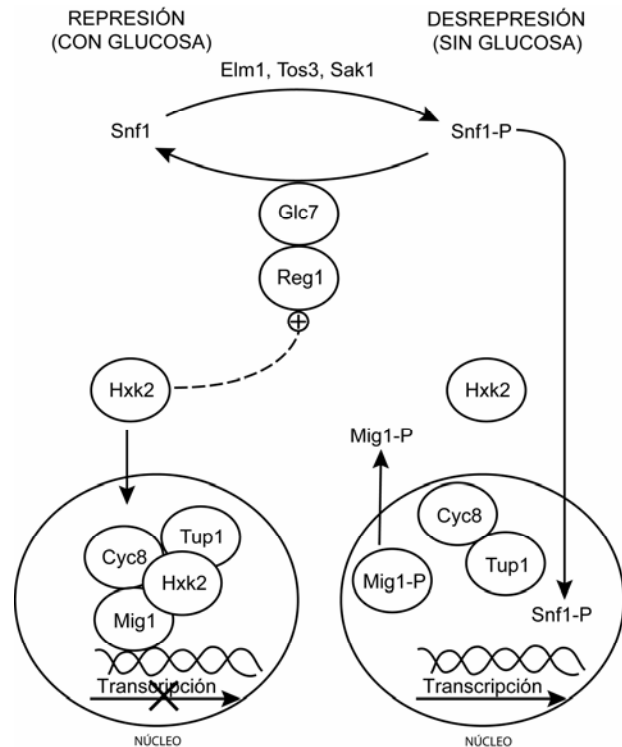 REPRESIÓN
(CON GLUCOSA)
DESREPRESIÓN
(SIN GLUCOSA)
Elm1, Tos3, Sak1
Snf1
Snf1-P
Glc7
Reg1
+
Hxk2
Hxk2
Mig1-P
Cyc8
Tup1
Hxk2
Mig1
Transcripción
NÚCLEO
Cyc8
Tup1
Mig1-P
Snf1-P
Transcripción
NÚCLEO